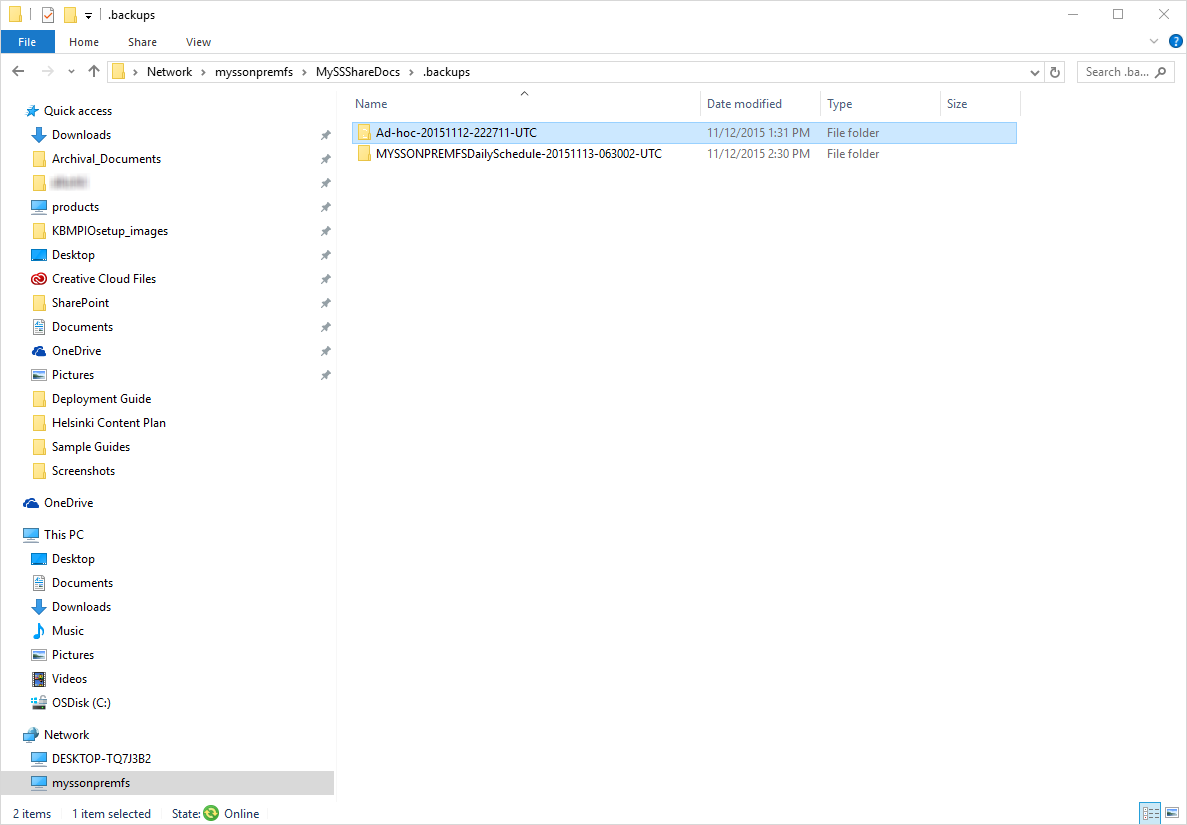 .backups
File Home Share View
Network myssonpremfs MySSShareDocs .backups Search .ba...
Name Date modified Type Size
Ad-hoc-20151112-222711-UTC 11/12/2015 1:31 PM File folder
MYSSONPREMFSDailySchedule-20151113-063002-UTC 11/12/2015 2:30 PM File folder
Quick access
Downloads
Archival_Documents
products
KBMPIOsetup_images
Desktop
Creative Cloud Files
SharePoint
Documents
OneDrive
Pictures
Deployment Guide
Helsinki Content Plan
Sample Guides
Screenshots
OneDrive
This PC
Desktop
Documents
Downloads
Music
Pictures
Videos
OSDisk (C:)
Network
DESKTOP-TQ7J3B2
myssonpremfs
2 items 1 item selected State: Online